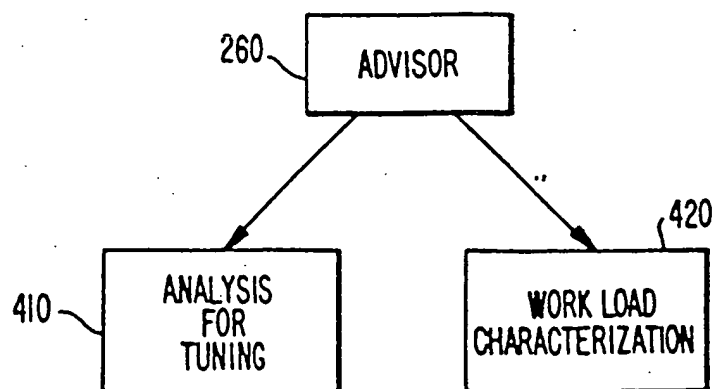 260
ADVISOR
420
410
ANALYSIS
FOR
TUNING
WORK LOAD
CHARACTERIZATION